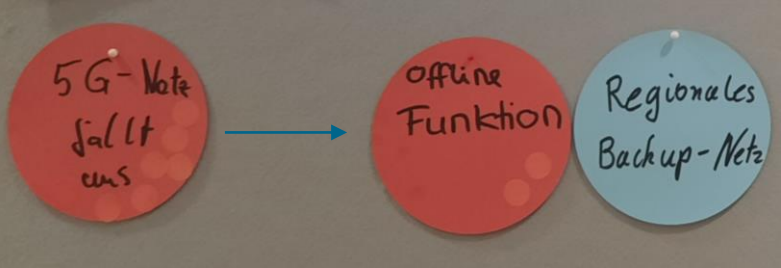 5G-Netz
fällt
aus
Offline
Funktion
Regionales
Backup-Netz